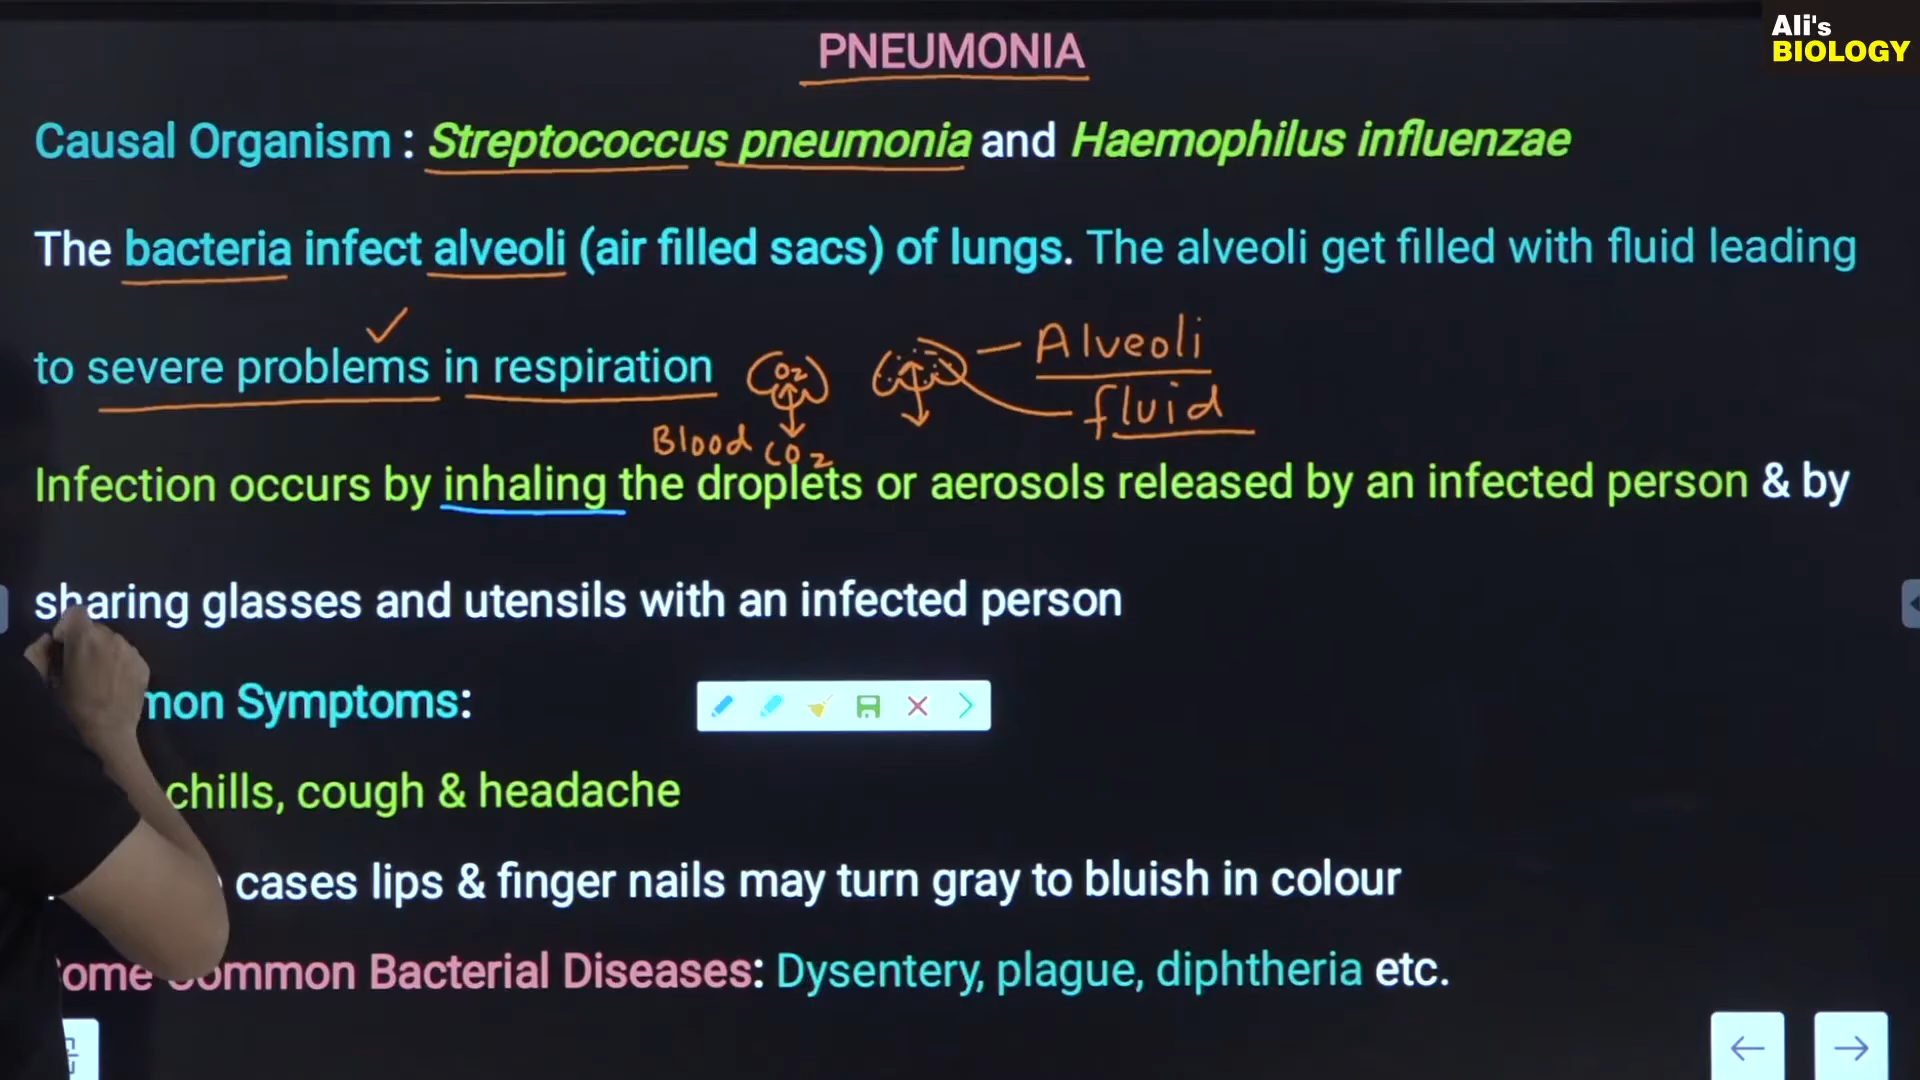 Ali's
BIOLOGY
PNEUMONIA
Causal Organism : Streptococcus pneumonia and Haemophilus influenzae
The bacteria infect alveoli (air filled sacs) of lungs. The alveoli get filled with fluid leading
to severe problems in respiration
O2
Alveoli
fluid
Blood CO2
Infection occurs by inhaling the droplets or aerosols released by an infected person & by
sharing glasses and utensils with an infected person
mon Symptoms:
chills, cough & headache
cases lips & finger nails may turn gray to bluish in colour
ome Common Bacterial Diseases: Dysentery, plague, diphtheria etc.